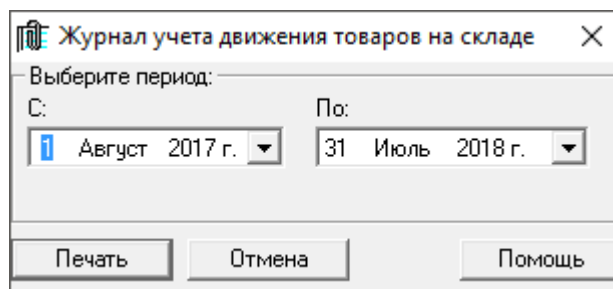 Журнал учета движения товаров на складе
Выберите период:
С: По:
1 Август 2017 г. 31 Июль 2018 г.
Печать Отмена Помощь